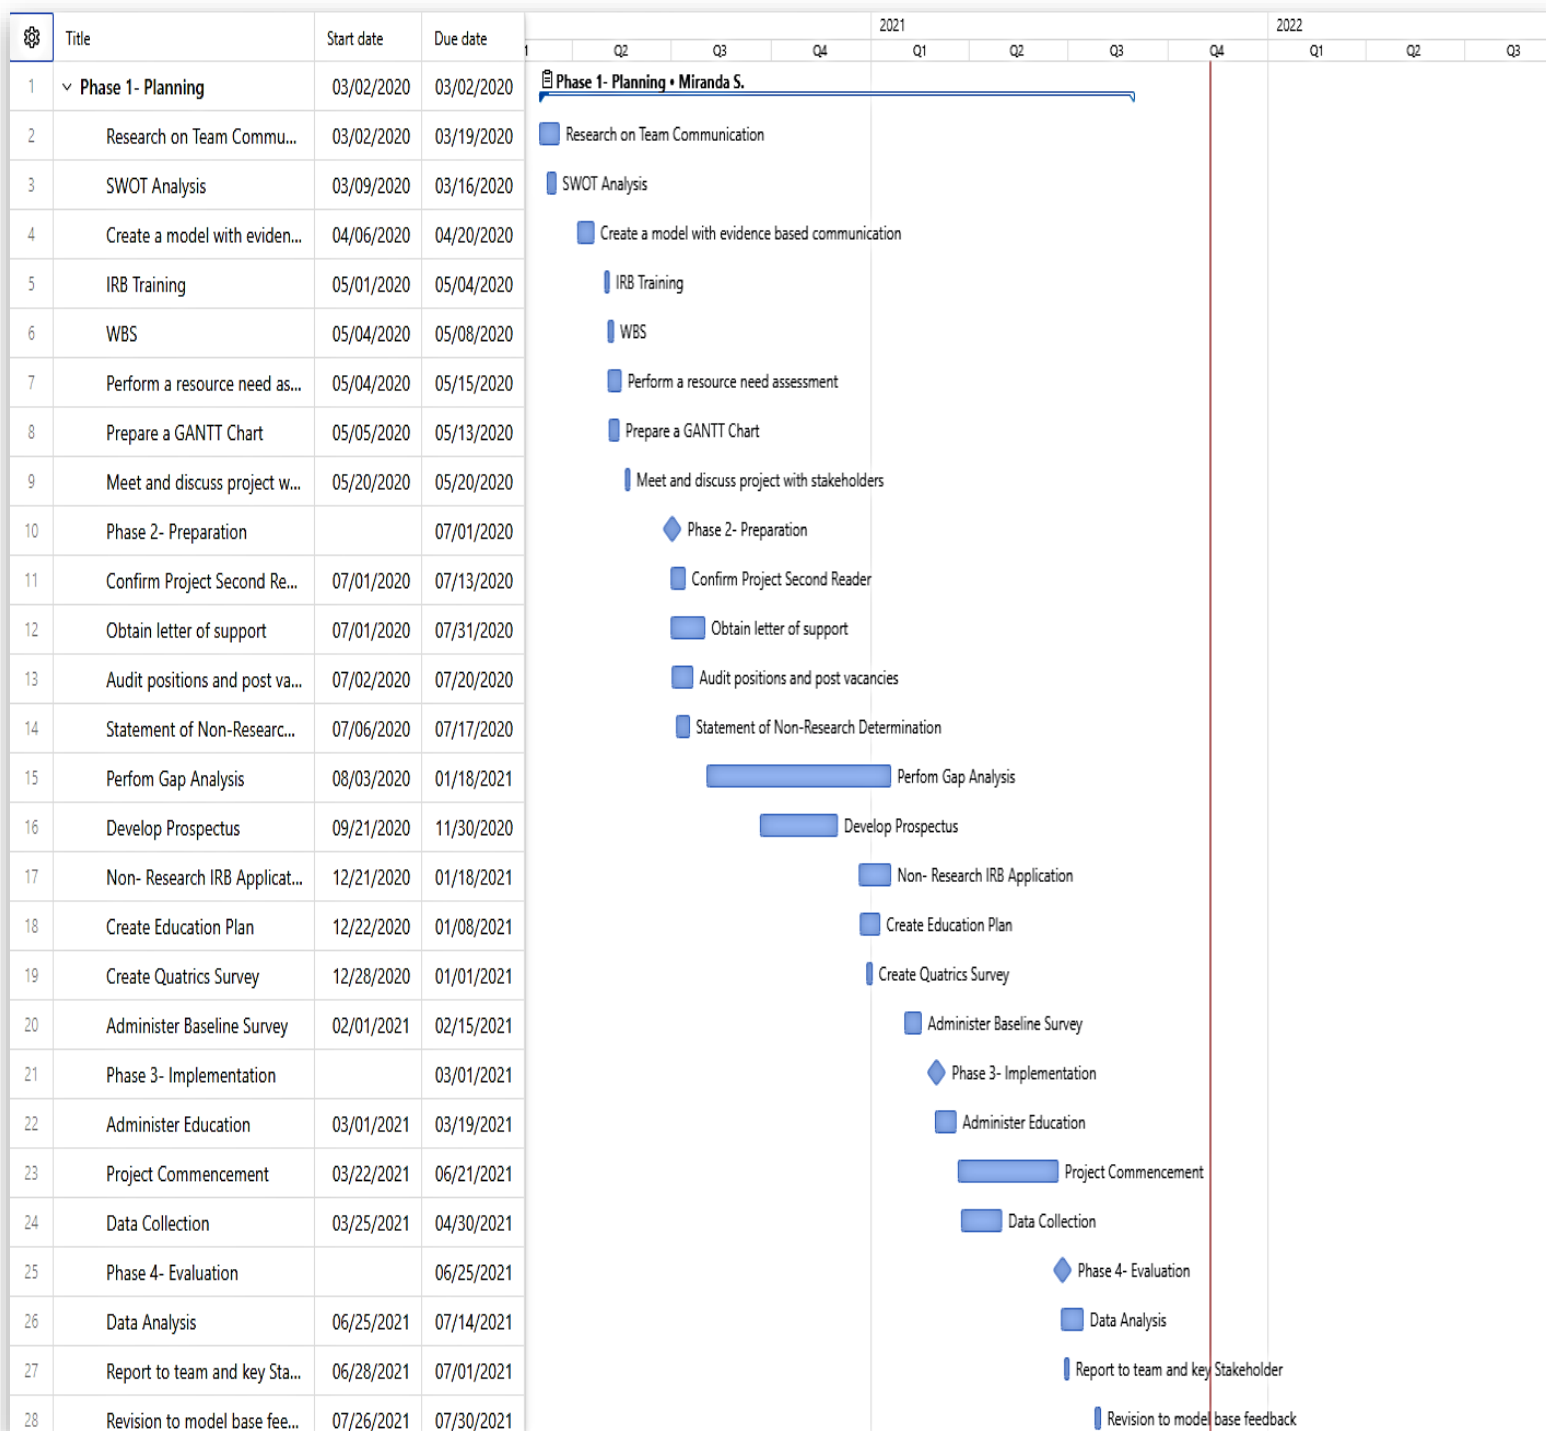 Title Start date Due date 2021 2022
1 Q2 Q3 Q4 Q1 Q2 Q3 Q4 Q1 Q2 Q3
1 Phase 1- Planning 03/02/2020 03/02/2020 Phase 1- Planning • Miranda S.
2 Research on Team Commu... 03/02/2020 03/19/2020 Research on Team Communication
3 SWOT Analysis 03/09/2020 03/16/2020 SWOT Analysis
4 Create a model with eviden... 04/06/2020 04/20/2020 Create a model with evidence based communication
5 IRB Training 05/01/2020 05/04/2020 IRB Training
6 WBS 05/04/2020 05/08/2020 WBS
7 Perform a resource need as... 05/04/2020 05/15/2020 Perform a resource need assessment
8 Prepare a GANTT Chart 05/05/2020 05/13/2020 Prepare a GANTT Chart
9 Meet and discuss project w... 05/20/2020 05/20/2020 Meet and discuss project with stakeholders
10 Phase 2- Preparation 07/01/2020 Phase 2- Preparation
11 Confirm Project Second Re... 07/01/2020 07/13/2020 Confirm Project Second Reader
12 Obtain letter of support 07/01/2020 07/31/2020 Obtain letter of support
13 Audit positions and post va... 07/02/2020 07/20/2020 Audit positions and post vacancies
14 Statement of Non-Researc... 07/06/2020 07/17/2020 Statement of Non-Research Determination
15 Perfom Gap Analysis 08/03/2020 01/18/2021 Perfom Gap Analysis
16 Develop Prospectus 09/21/2020 11/30/2020 Develop Prospectus
17 Non- Research IRB Applicat... 12/21/2020 01/18/2021 Non- Research IRB Application
18 Create Education Plan 12/22/2020 01/08/2021 Create Education Plan
19 Create Quatrics Survey 12/28/2020 01/01/2021 Create Quatrics Survey
20 Administer Baseline Survey 02/01/2021 02/15/2021 Administer Baseline Survey
21 Phase 3- Implementation 03/01/2021 Phase 3- Implementation
22 Administer Education 03/01/2021 03/19/2021 Administer Education
23 Project Commencement 03/22/2021 06/21/2021 Project Commencement
24 Data Collection 03/25/2021 04/30/2021 Data Collection
25 Phase 4- Evaluation 06/25/2021 Phase 4- Evaluation
26 Data Analysis 06/25/2021 07/14/2021 Data Analysis
27 Report to team and key Sta... 06/28/2021 07/01/2021 Report to team and key Stakeholder
28 Revision to model base fee... 07/26/2021 07/30/2021 Revision to model base feedback